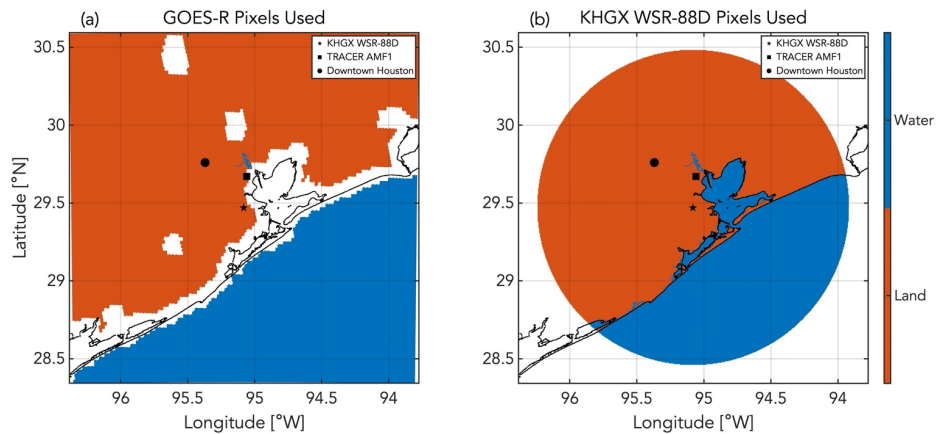 (a) GOES-R Pixels Used
KHGX WSR-88D
TRACER AMF1
Downtown Houston
30.5
30
29.5
29
28.5
Latitude [°N]
96 95.5 95 94.5 94
Longitude [°W]
(b) KHGX WSR-88D Pixels Used
KHGX WSR-88D
TRACER AMF1
Downtown Houston
30.5
30
29.5
29
28.5
96 95.5 95 94.5 94
Longitude [°W]
Water
Land